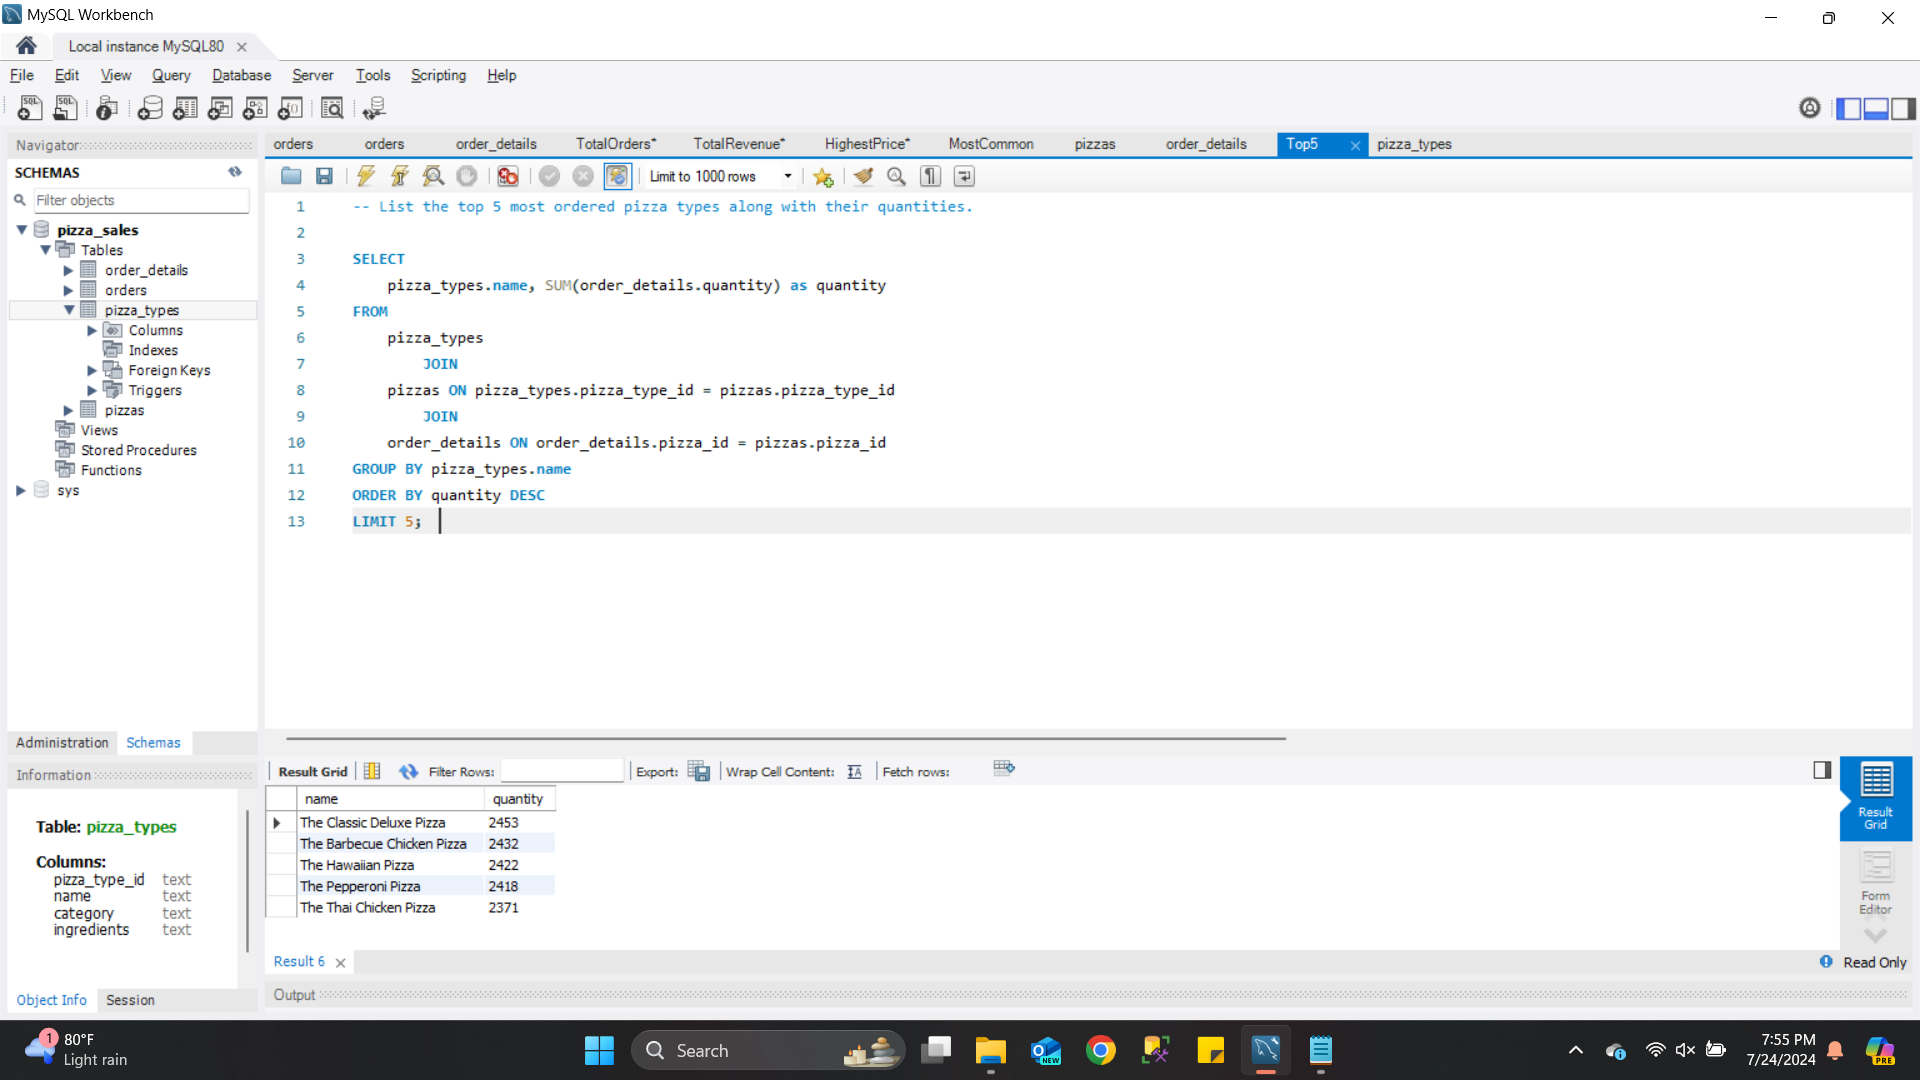 MySQL Workbench
Local instance MySQL80
File Edit View Query Database Server Tools Scripting Help
Navigator
SCHEMAS
Filter objects
pizza_sales
Tables
order_details
orders
pizza_types
Columns
Indexes
Foreign Keys
Triggers
pizzas
Views
Stored Procedures
Functions
sys
Administration Schemas
Information
Table: pizza_types
Columns:
pizza_type_id text
name text
category text
ingredients text
Object Info Session
orders orders order_details TotalOrders* TotalRevenue* HighestPrice* MostCommon pizzas order_details Top5 pizza_types
Limit to 1000 rows
1 -- List the top 5 most ordered pizza types along with their quantities.
2
3 SELECT
4 pizza_types.name, SUM(order_details.quantity) as quantity
5 FROM
6 pizza_types
7 JOIN
8 pizzas ON pizza_types.pizza_type_id = pizzas.pizza_type_id
9 JOIN
10 order_details ON order_details.pizza_id = pizzas.pizza_id
11 GROUP BY pizza_types.name
12 ORDER BY quantity DESC
13 LIMIT 5;
Result Grid Filter Rows: Export: Wrap Cell Content: Fetch rows:
name quantity
The Classic Deluxe Pizza 2453
The Barbecue Chicken Pizza 2432
The Hawaiian Pizza 2422
The Pepperoni Pizza 2418
The Thai Chicken Pizza 2371
Result
Grid
Form
Editor
Result 6
Read Only
Output
1
80°F
Light rain
Search
NEW
7:55 PM
7/24/2024
PRE